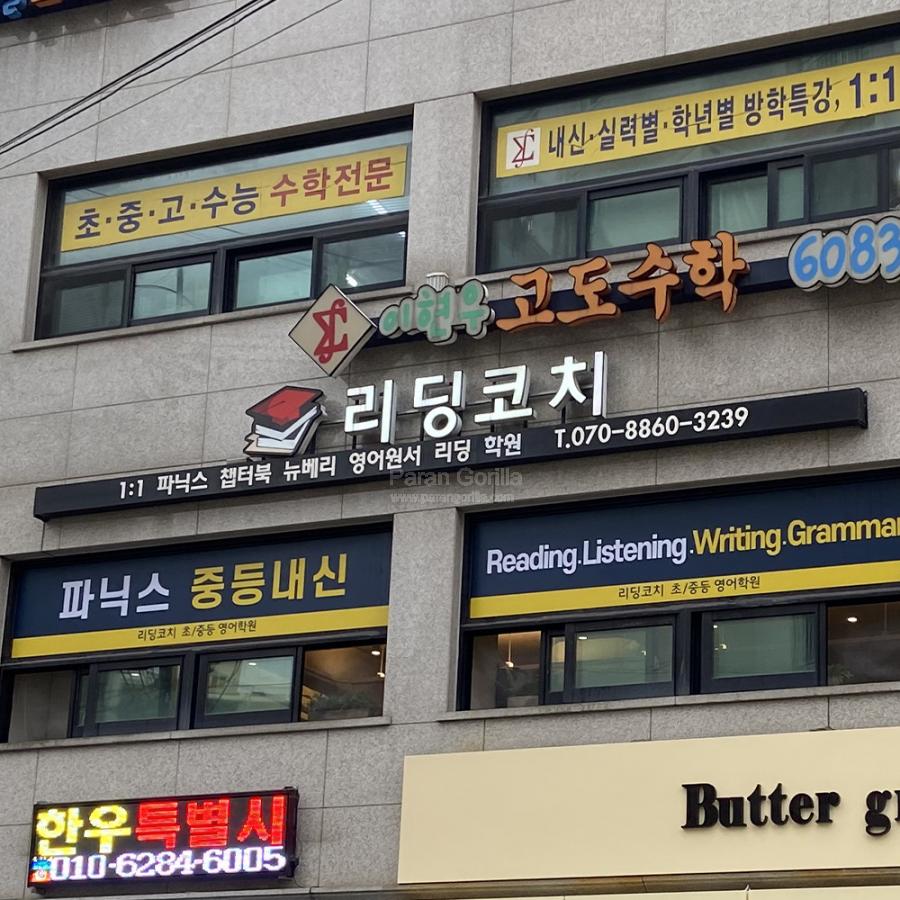 초·중·고·수능 수학전문
내신·실력별·학년별 방학특강, 1:1
이현우 고도수학 6083
리딩코치
1:1 파닉스 챕터북 뉴베리 영어원서 리딩 학원 T.070-8860-3239
Paran Gorilla
www.parangorilla.com
파닉스 중등내신
리딩코치 초/중등 영어학원
Reading.Listening.Writing.Grammar
리딩코치 초/중등 영어학원
Butter
한우특별시
010-6284-6005